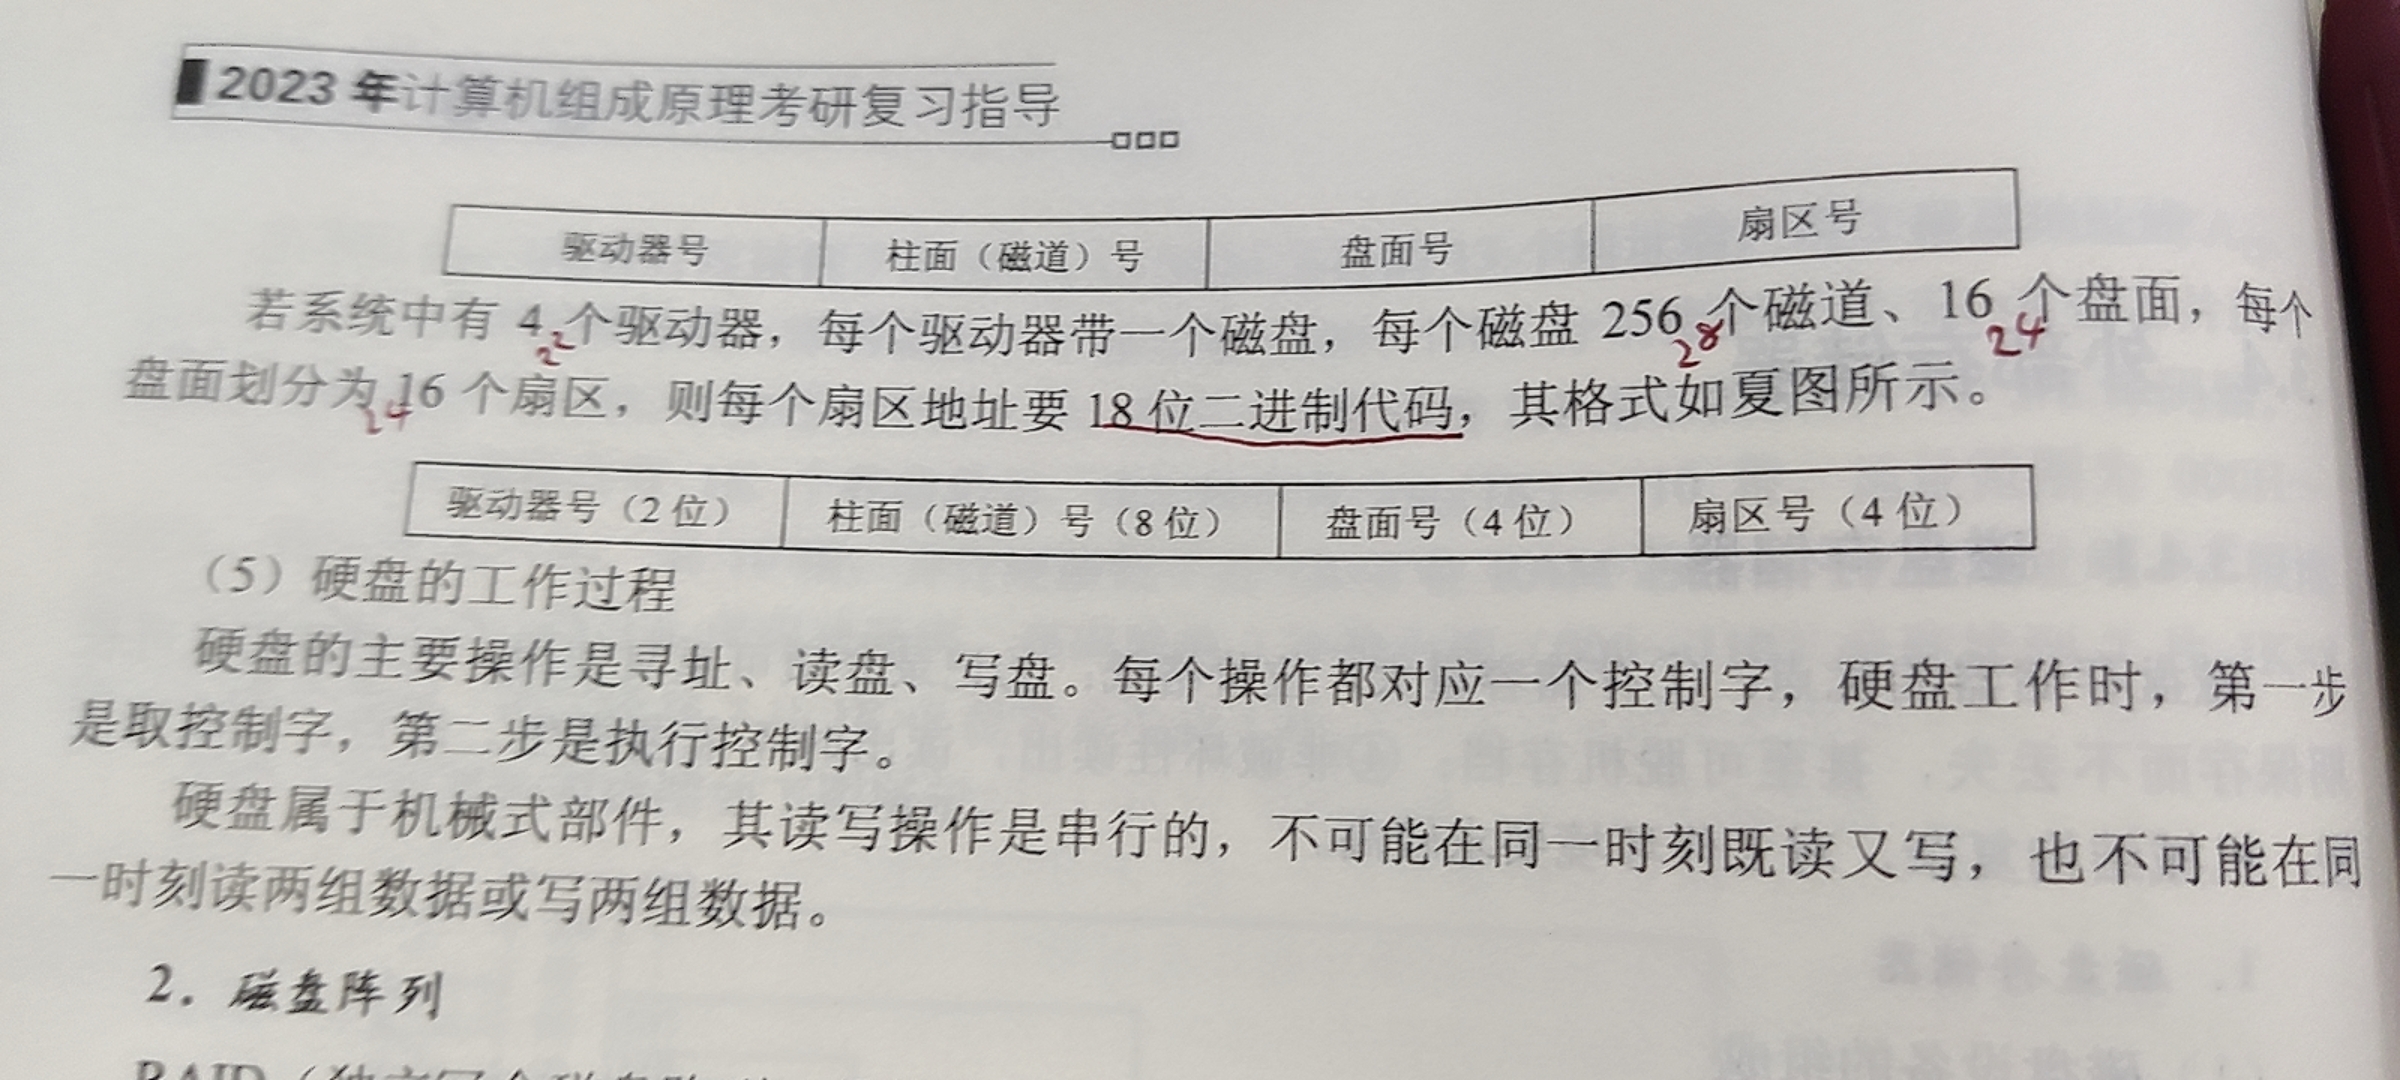 2023 年计算机组成原理考研复习指导
驱动器号 柱面（磁道）号 盘面号 扇区号
若系统中有 4 个驱动器，每个驱动器带一个磁盘，每个磁盘 256 个磁道、16 个盘面，每个
2² 2⁸ 2⁴
盘面划分为 16 个扇区，则每个扇区地址要 18 位二进制代码，其格式如夏图所示。
2⁴
驱动器号（2 位） 柱面（磁道）号（8 位） 盘面号（4 位） 扇区号（4 位）
（5）硬盘的工作过程
硬盘的主要操作是寻址、读盘、写盘。每个操作都对应一个控制字，硬盘工作时，第一步
是取控制字，第二步是执行控制字。
硬盘属于机械式部件，其读写操作是串行的，不可能在同一时刻既读又写，也不可能在同
一时刻读两组数据或写两组数据。
2. 磁盘阵列
RAID（